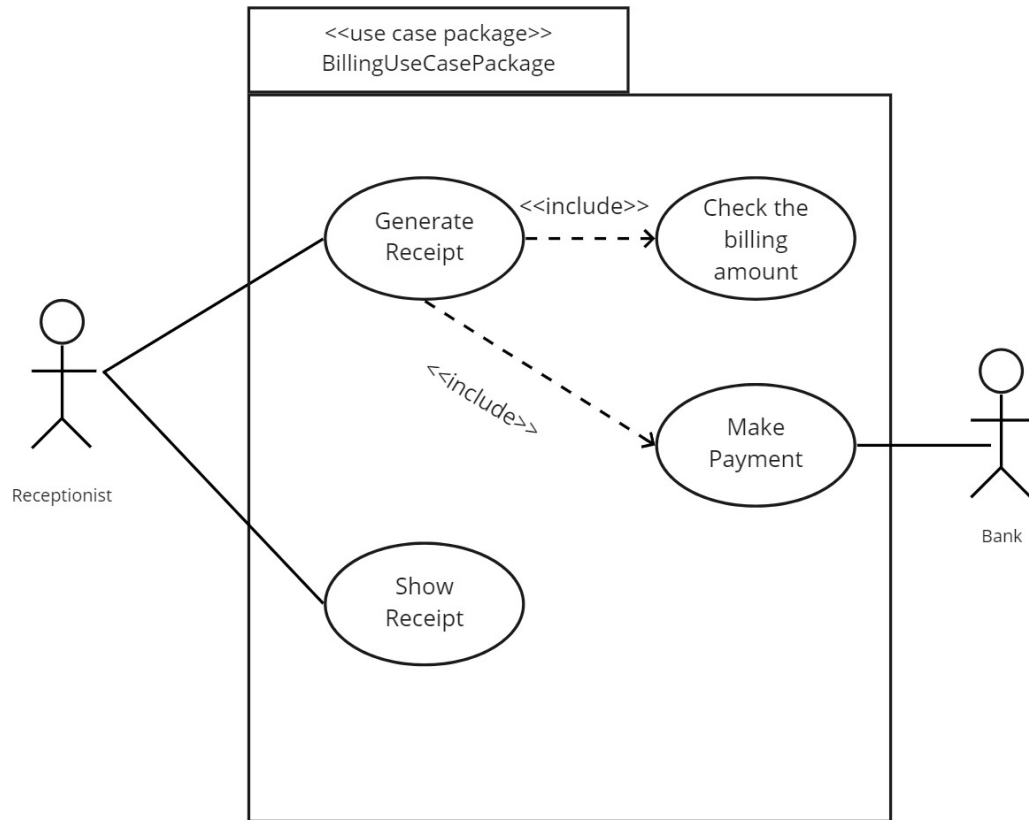 <<use case package>>
BillingUseCasePackage
Generate
Receipt
<<include>>
Check the
billing
amount
<<include>>
Make
Payment
Receptionist
Bank
Show
Receipt